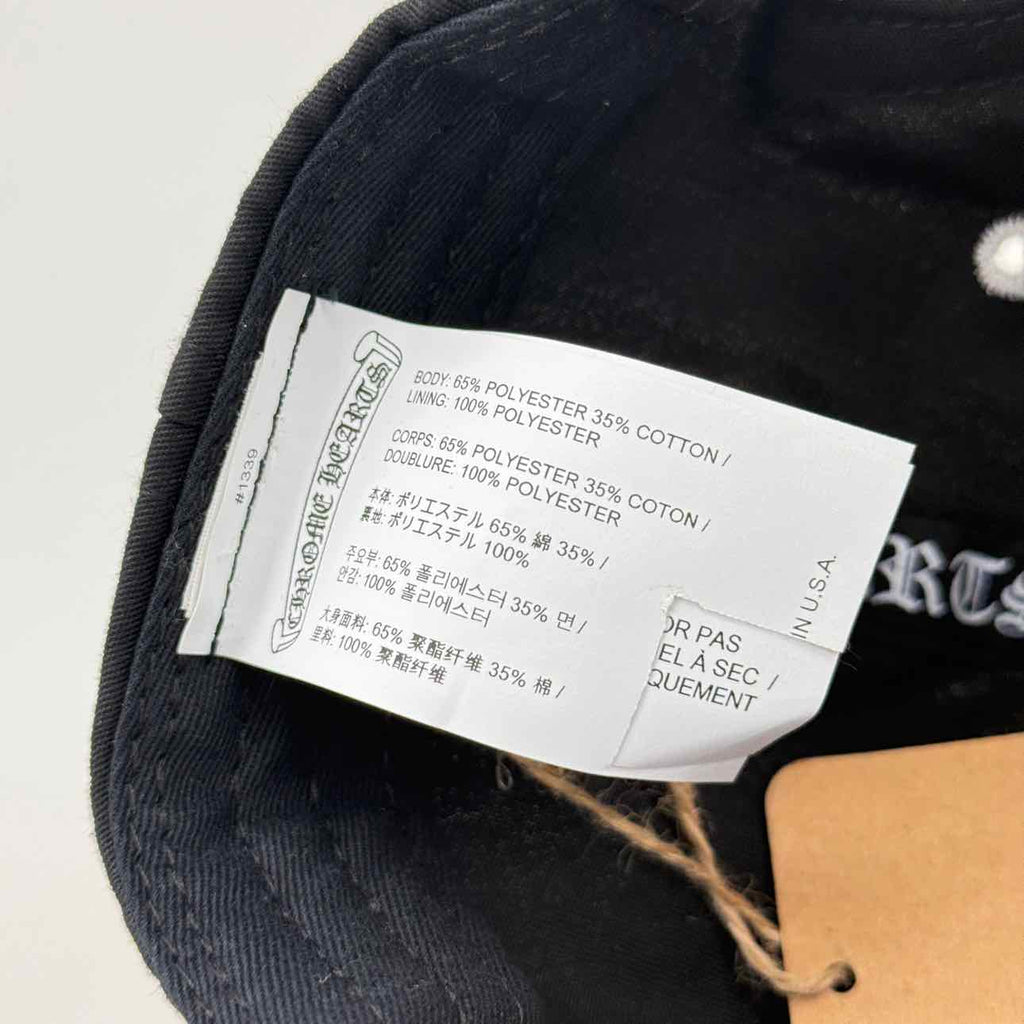 #1339
CHROME HEARTS
BODY: 65% POLYESTER 35% COTTON /
LINING: 100% POLYESTER
CORPS: 65% POLYESTER 35% COTON /
DOUBLURE: 100% POLYESTER
本体: ポリエステル 65% 綿 35% /
裏地: ポリエステル 100%
주요부: 65% 폴리에스터 35% 면 /
안감: 100% 폴리에스터
大身面料: 65% 聚酯纤维 35% 棉 /
里料: 100% 聚酯纤维
IN U.S.A.
OR PAS
EL À SEC /
QUEMENT
ARTS